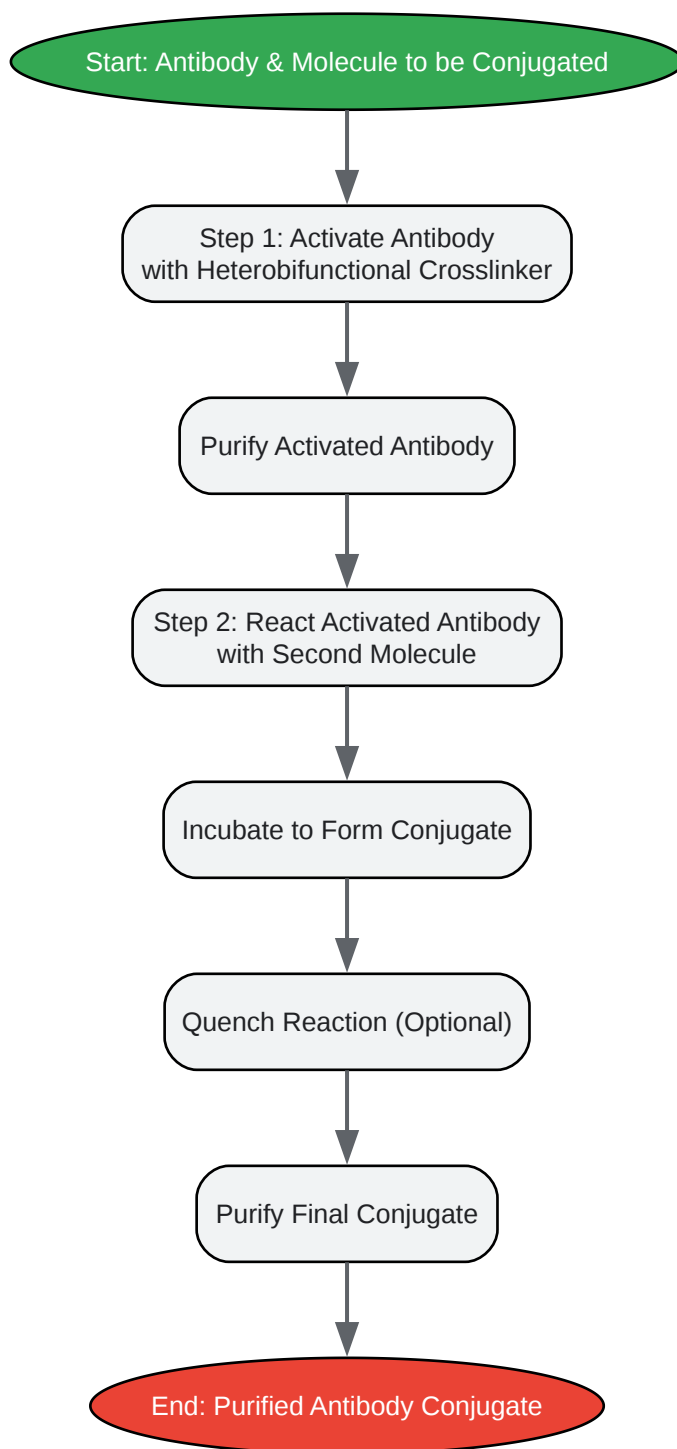 Start: Antibody & Molecule to be Conjugated
Step 1: Activate Antibody
with Heterobifunctional Crosslinker
Purify Activated Antibody
Step 2: React Activated Antibody
with Second Molecule
Incubate to Form Conjugate
Quench Reaction (Optional)
Purify Final Conjugate
End: Purified Antibody Conjugate